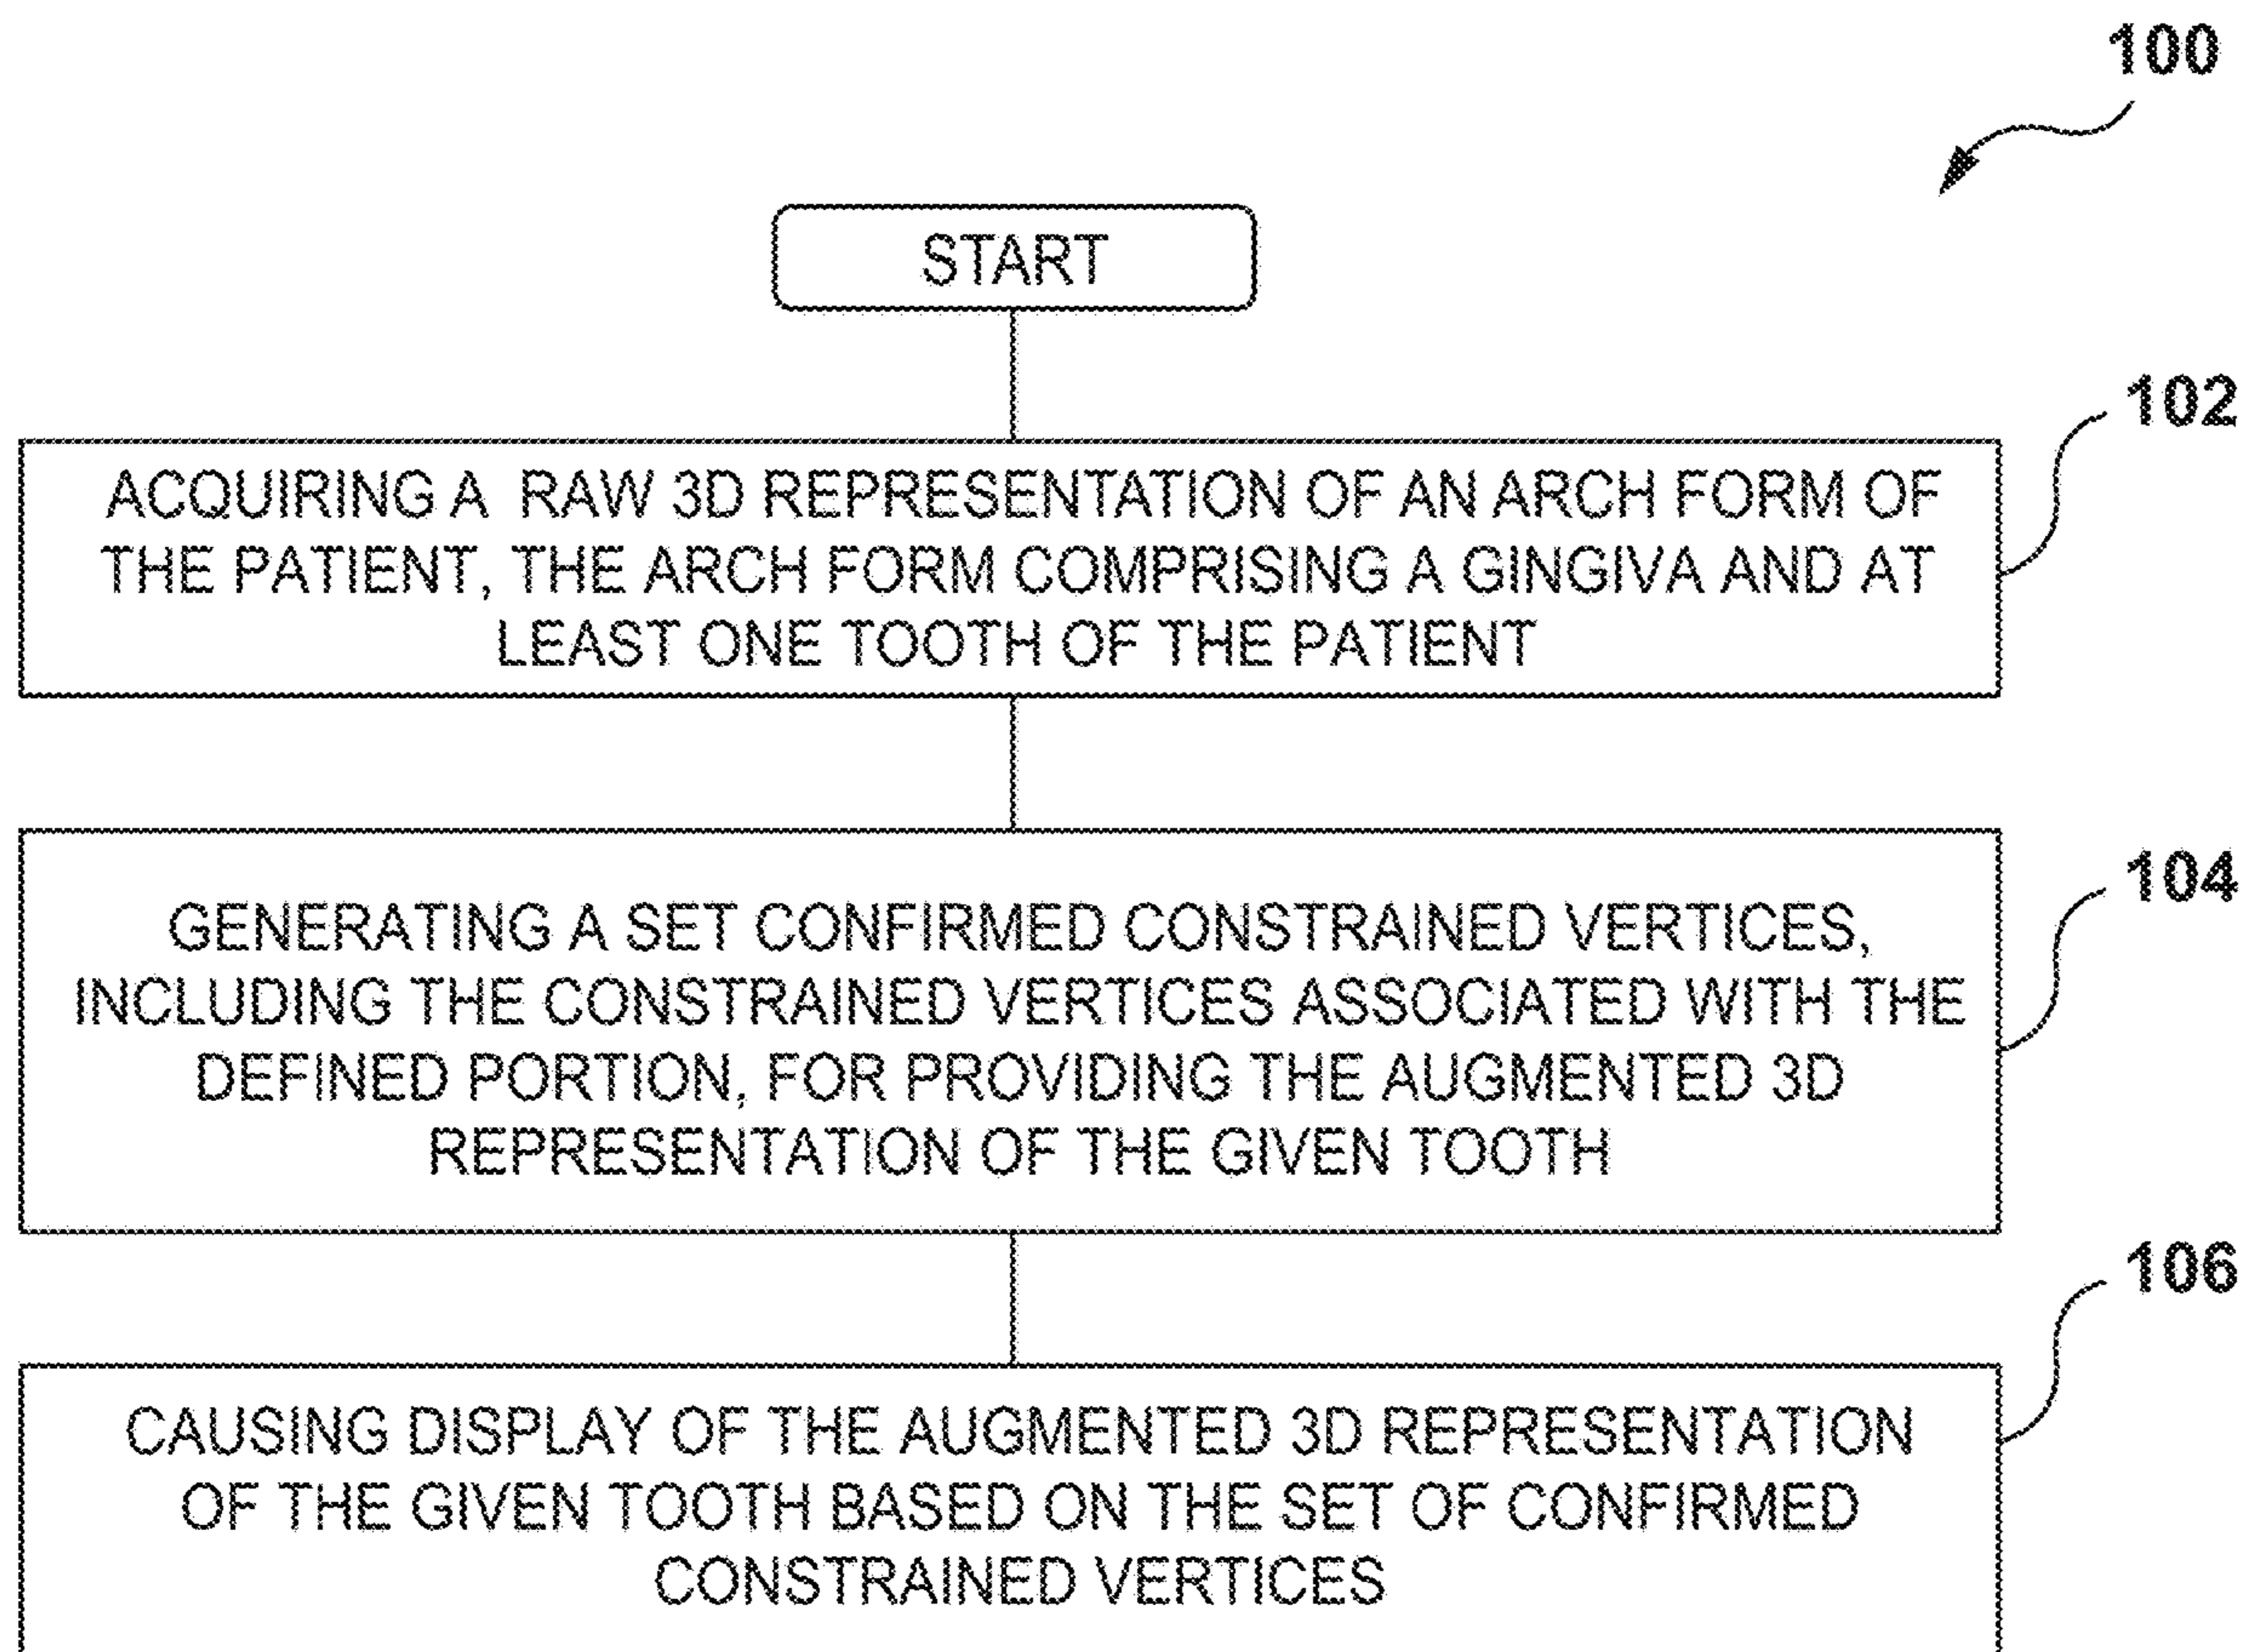 100
START
102
ACQUIRING A RAW 3D REPRESENTATION OF AN ARCH FORM OF
THE PATIENT, THE ARCH FORM COMPRISING A GINGIVA AND AT
LEAST ONE TOOTH OF THE PATIENT
104
GENERATING A SET CONFIRMED CONSTRAINED VERTICES,
INCLUDING THE CONSTRAINED VERTICES ASSOCIATED WITH THE
DEFINED PORTION, FOR PROVIDING THE AUGMENTED 3D
REPRESENTATION OF THE GIVEN TOOTH
106
CAUSING DISPLAY OF THE AUGMENTED 3D REPRESENTATION
OF THE GIVEN TOOTH BASED ON THE SET OF CONFIRMED
CONSTRAINED VERTICES